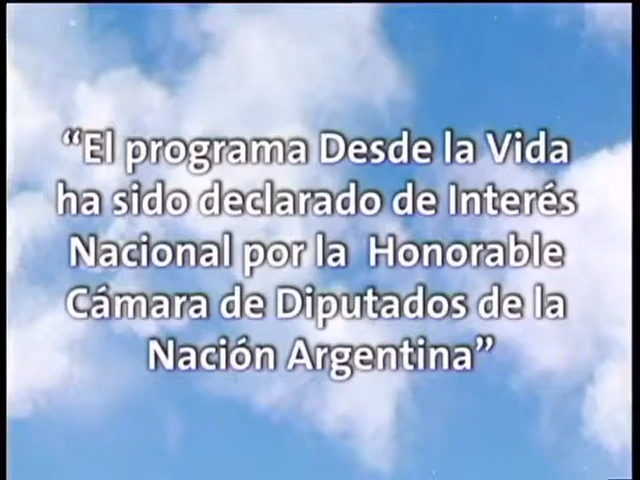 “El programa Desde la Vida
ha sido declarado de Interés
Nacional por la Honorable
Cámara de Diputados de la
Nación Argentina”